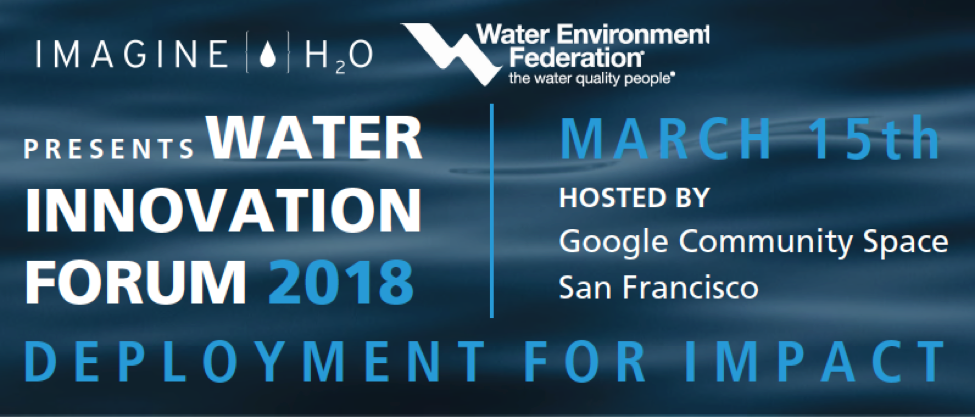 IMAGINE H₂O
Water Environment
Federation®
the water quality people®
PRESENTS WATER
INNOVATION
FORUM 2018
MARCH 15th
HOSTED BY
Google Community Space
San Francisco
DEPLOYMENT FOR IMPACT